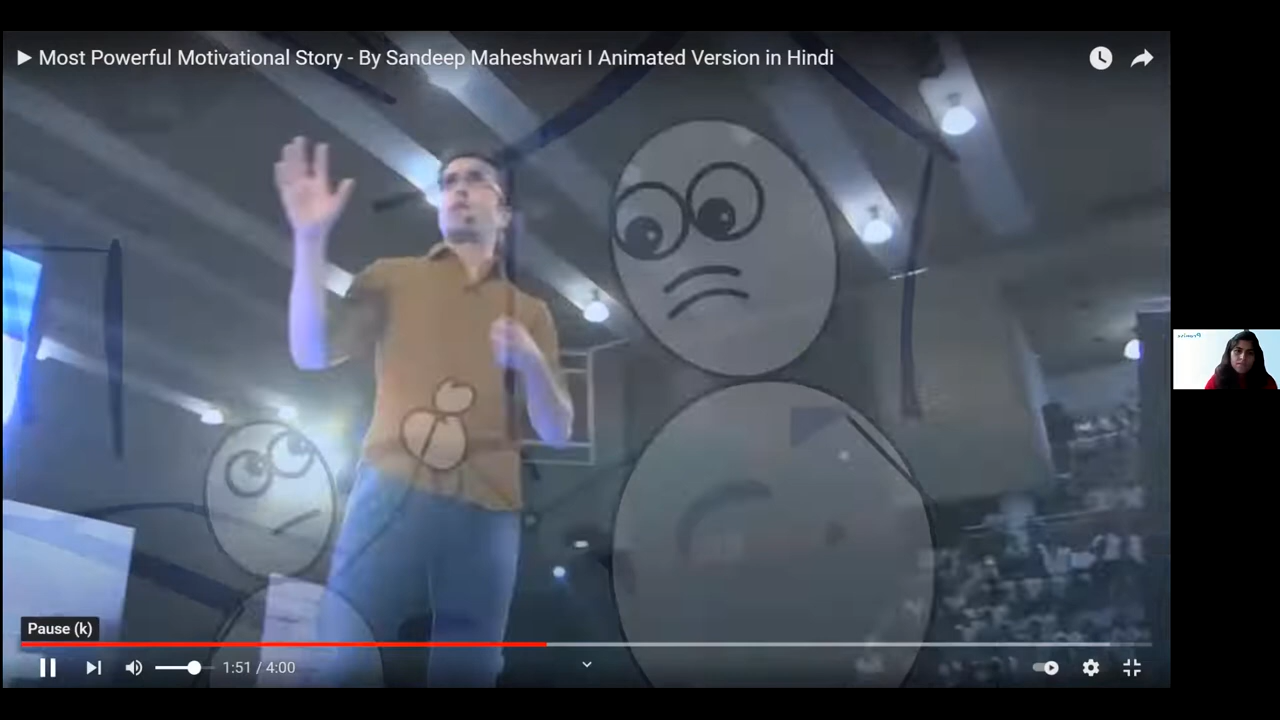 Most Powerful Motivational Story - By Sandeep Maheshwari I Animated Version in Hindi
Pause (k)
1:51 / 4:00